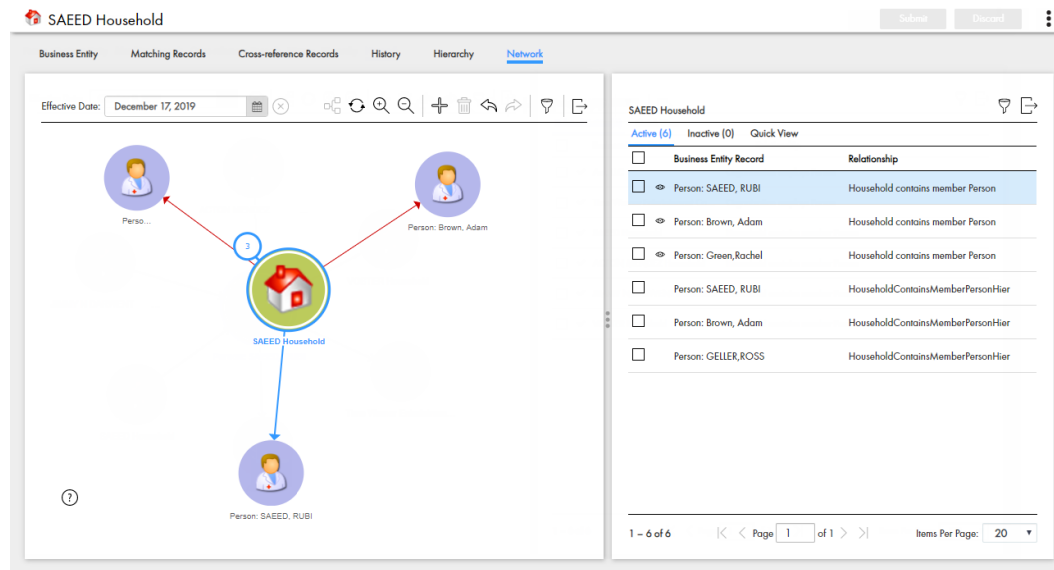 SAEED Household
Submit
Discard
Business Entity
Matching Records
Cross-reference Records
History
Hierarchy
Network
Effective Date:
December 17, 2019
Perso...
Person: Brown, Adam
3
SAEED Household
Person: SAEED, RUBI
?
SAEED Household
Active (6)
Inactive (0)
Quick View
Business Entity Record
Relationship
Person: SAEED, RUBI
Household contains member Person
Person: Brown, Adam
Household contains member Person
Person: Green,Rachel
Household contains member Person
Person: SAEED, RUBI
HouseholdContainsMemberPersonHier
Person: Brown, Adam
HouseholdContainsMemberPersonHier
Person: GELLER,ROSS
HouseholdContainsMemberPersonHier
1 – 6 of 6
Page 1 of 1
Items Per Page: 20